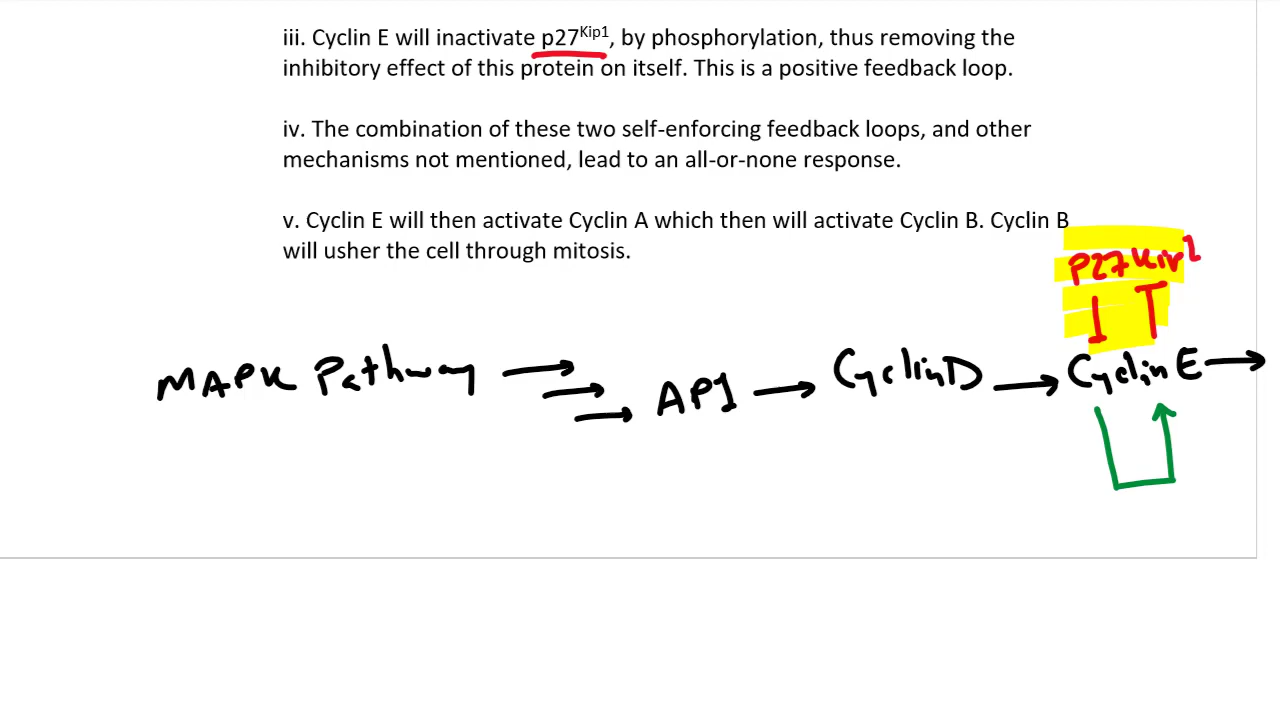 iii. Cyclin E will inactivate p27Kip1, by phosphorylation, thus removing the
inhibitory effect of this protein on itself. This is a positive feedback loop.
iv. The combination of these two self-enforcing feedback loops, and other
mechanisms not mentioned, lead to an all-or-none response.
v. Cyclin E will then activate Cyclin A which then will activate Cyclin B. Cyclin B
will usher the cell through mitosis.
P27Kip1
MAPK Pathway → → → AP1 → CyclinD → CyclinE →